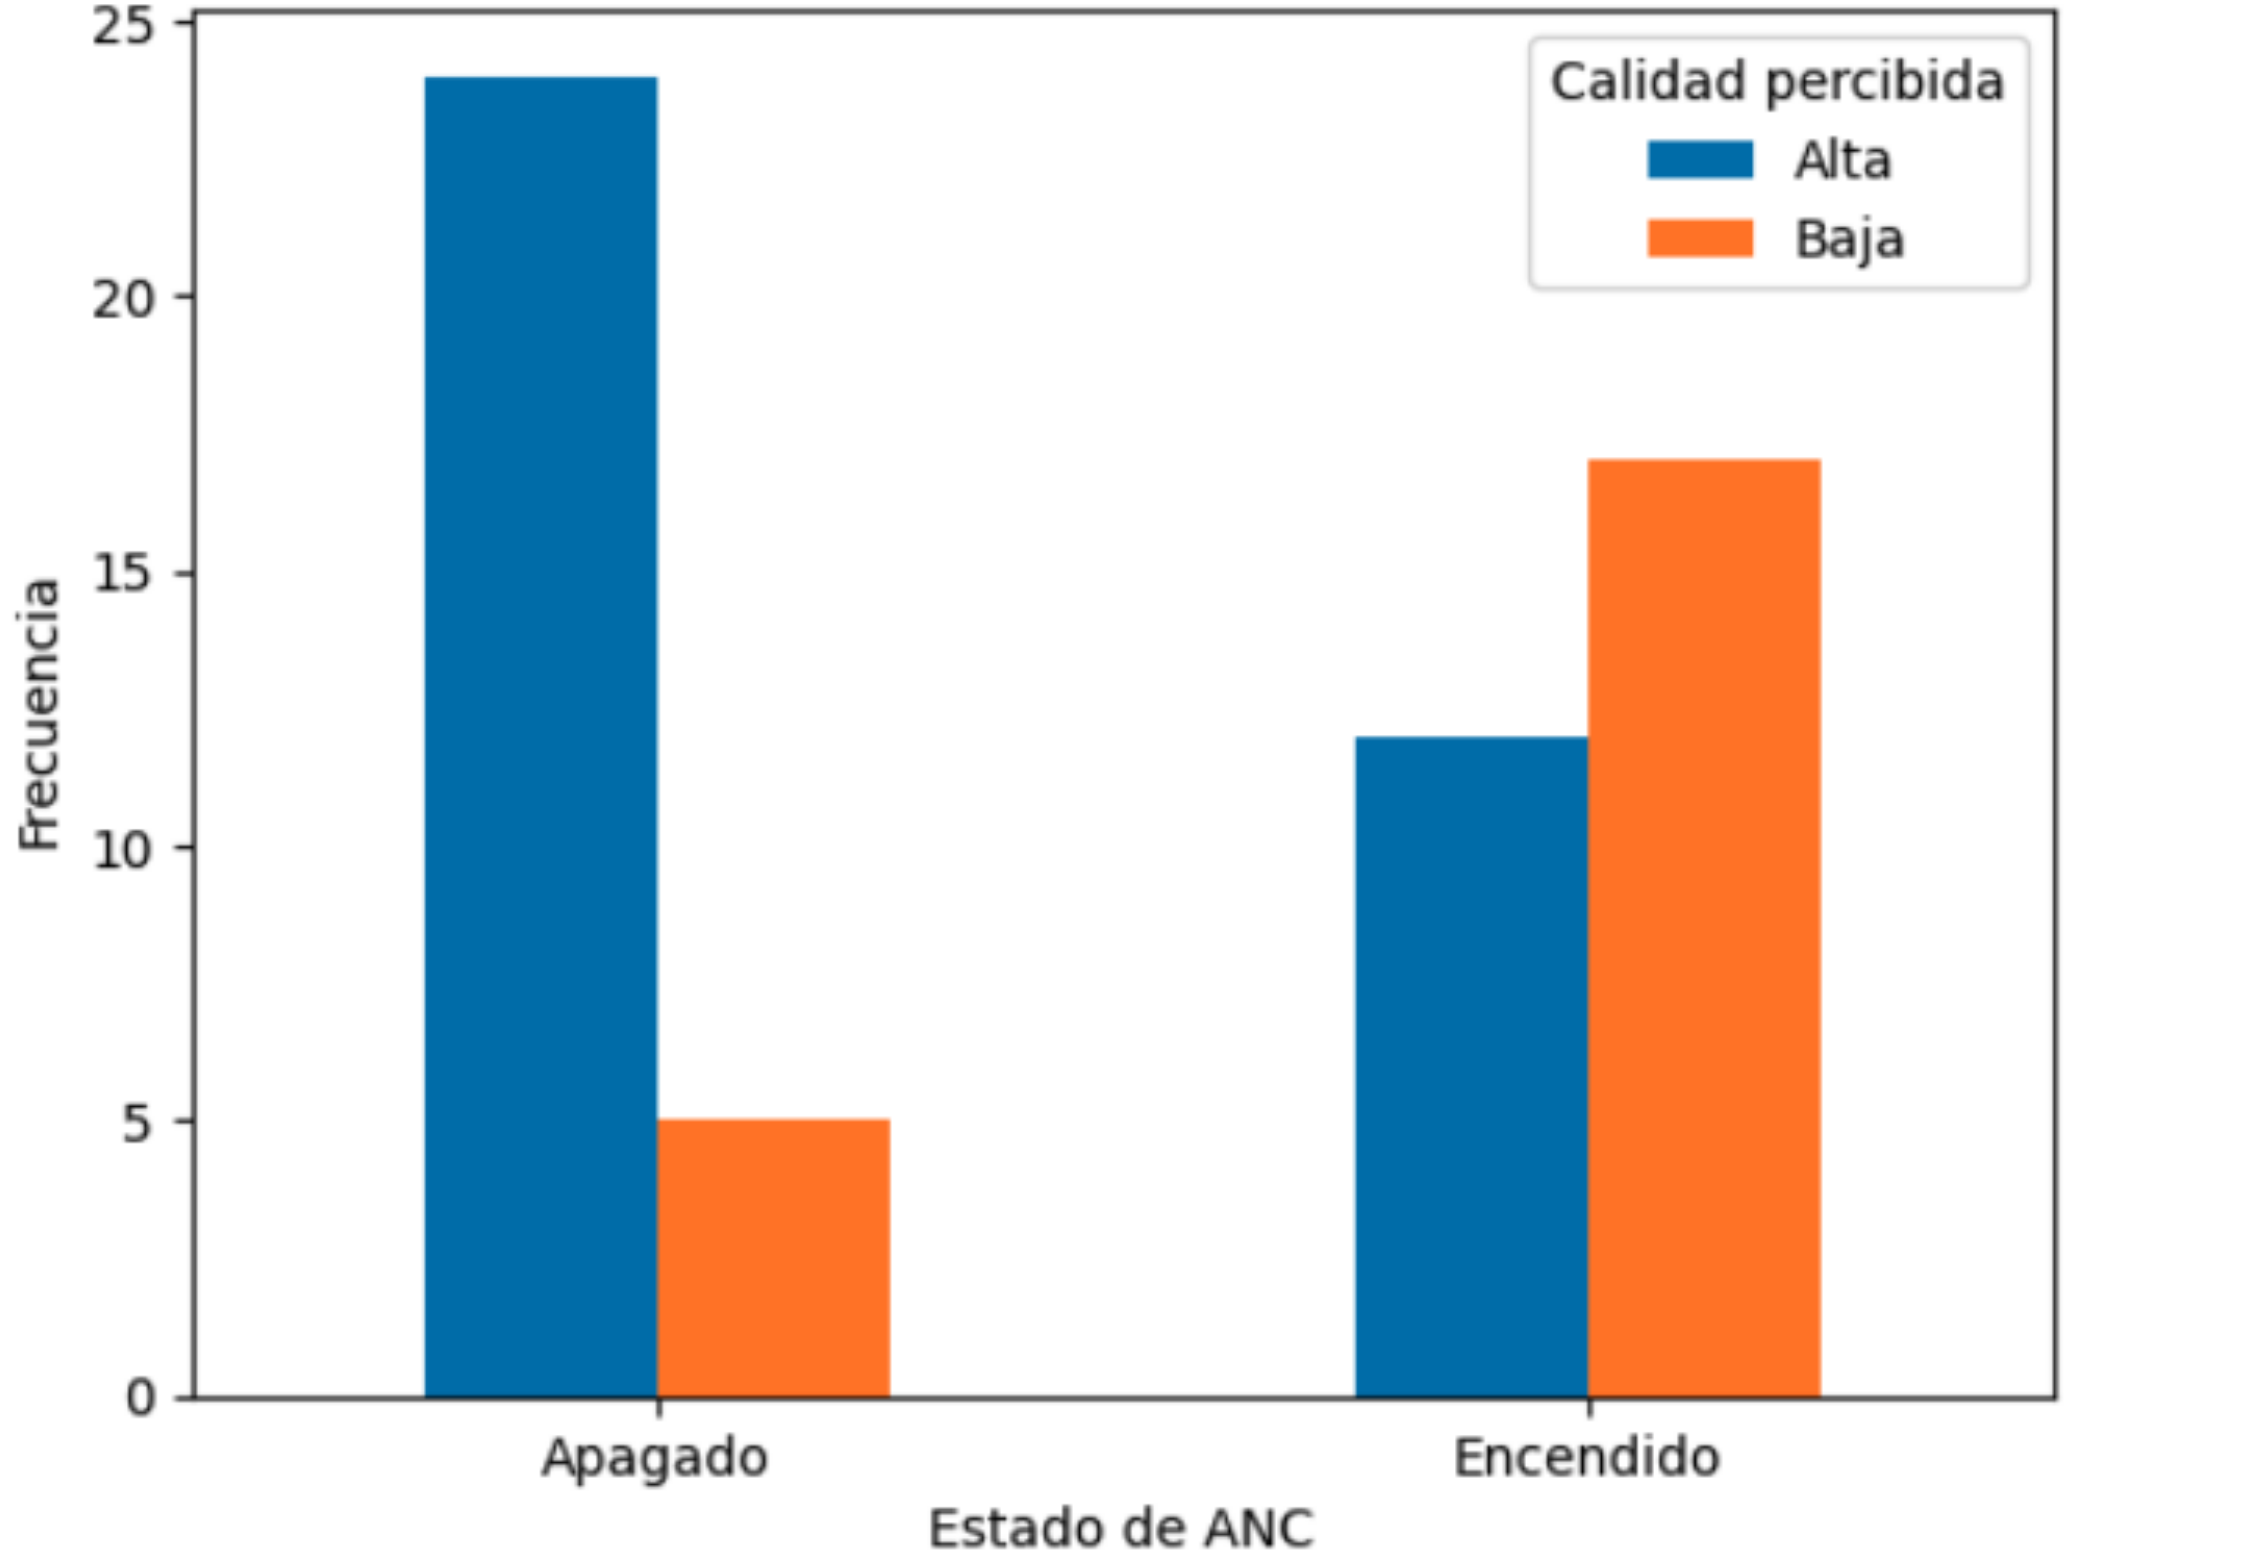 25
20
15
10
5
0
Frecuencia
Calidad percibida
Alta
Baja
Apagado
Encendido
Estado de ANC